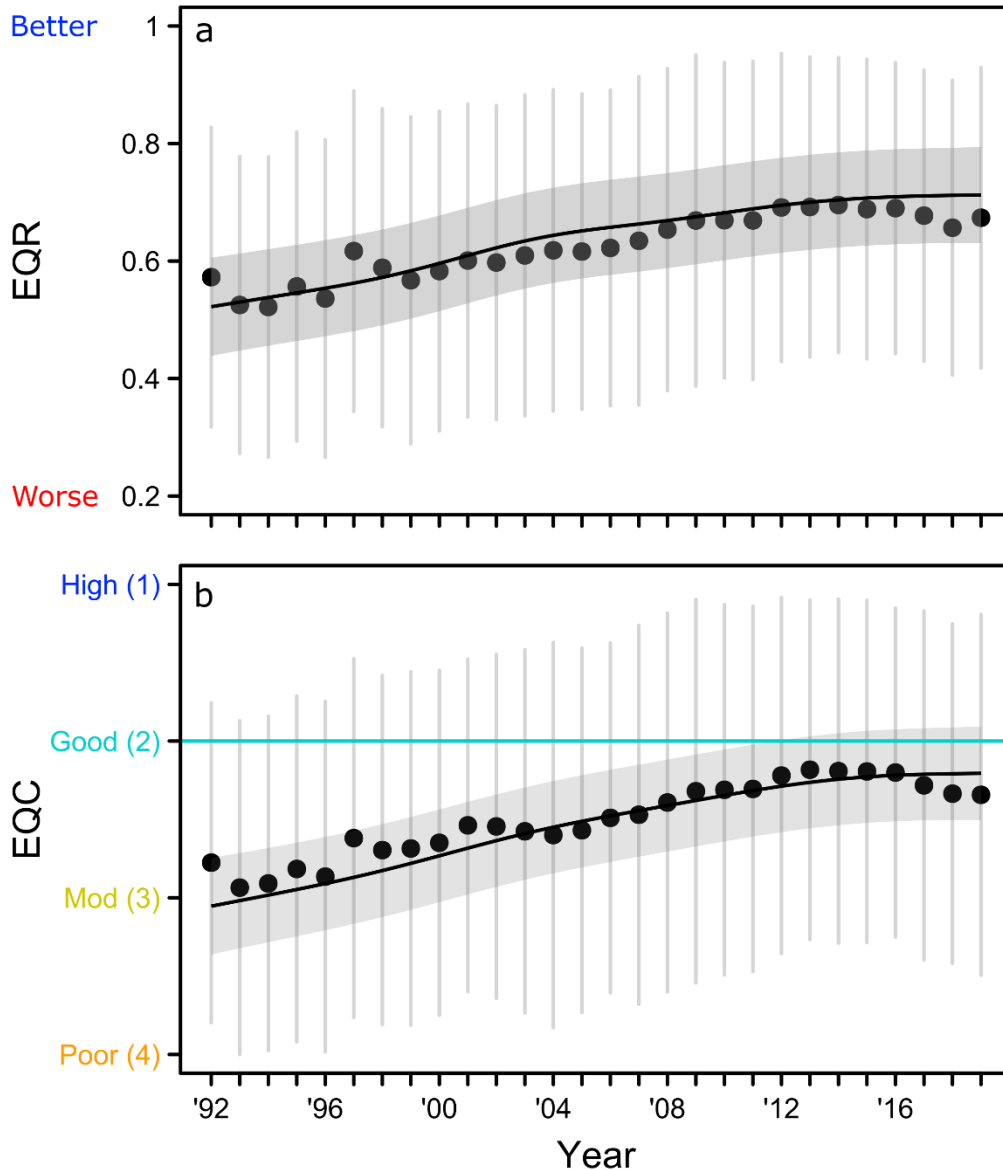 Better
1
a
0.8
0.6
EQR
0.4
Worse
0.2
High (1)
b
Good (2)
EQC
Mod (3)
Poor (4)
'92 '96 '00 '04 '08 '12 '16
Year